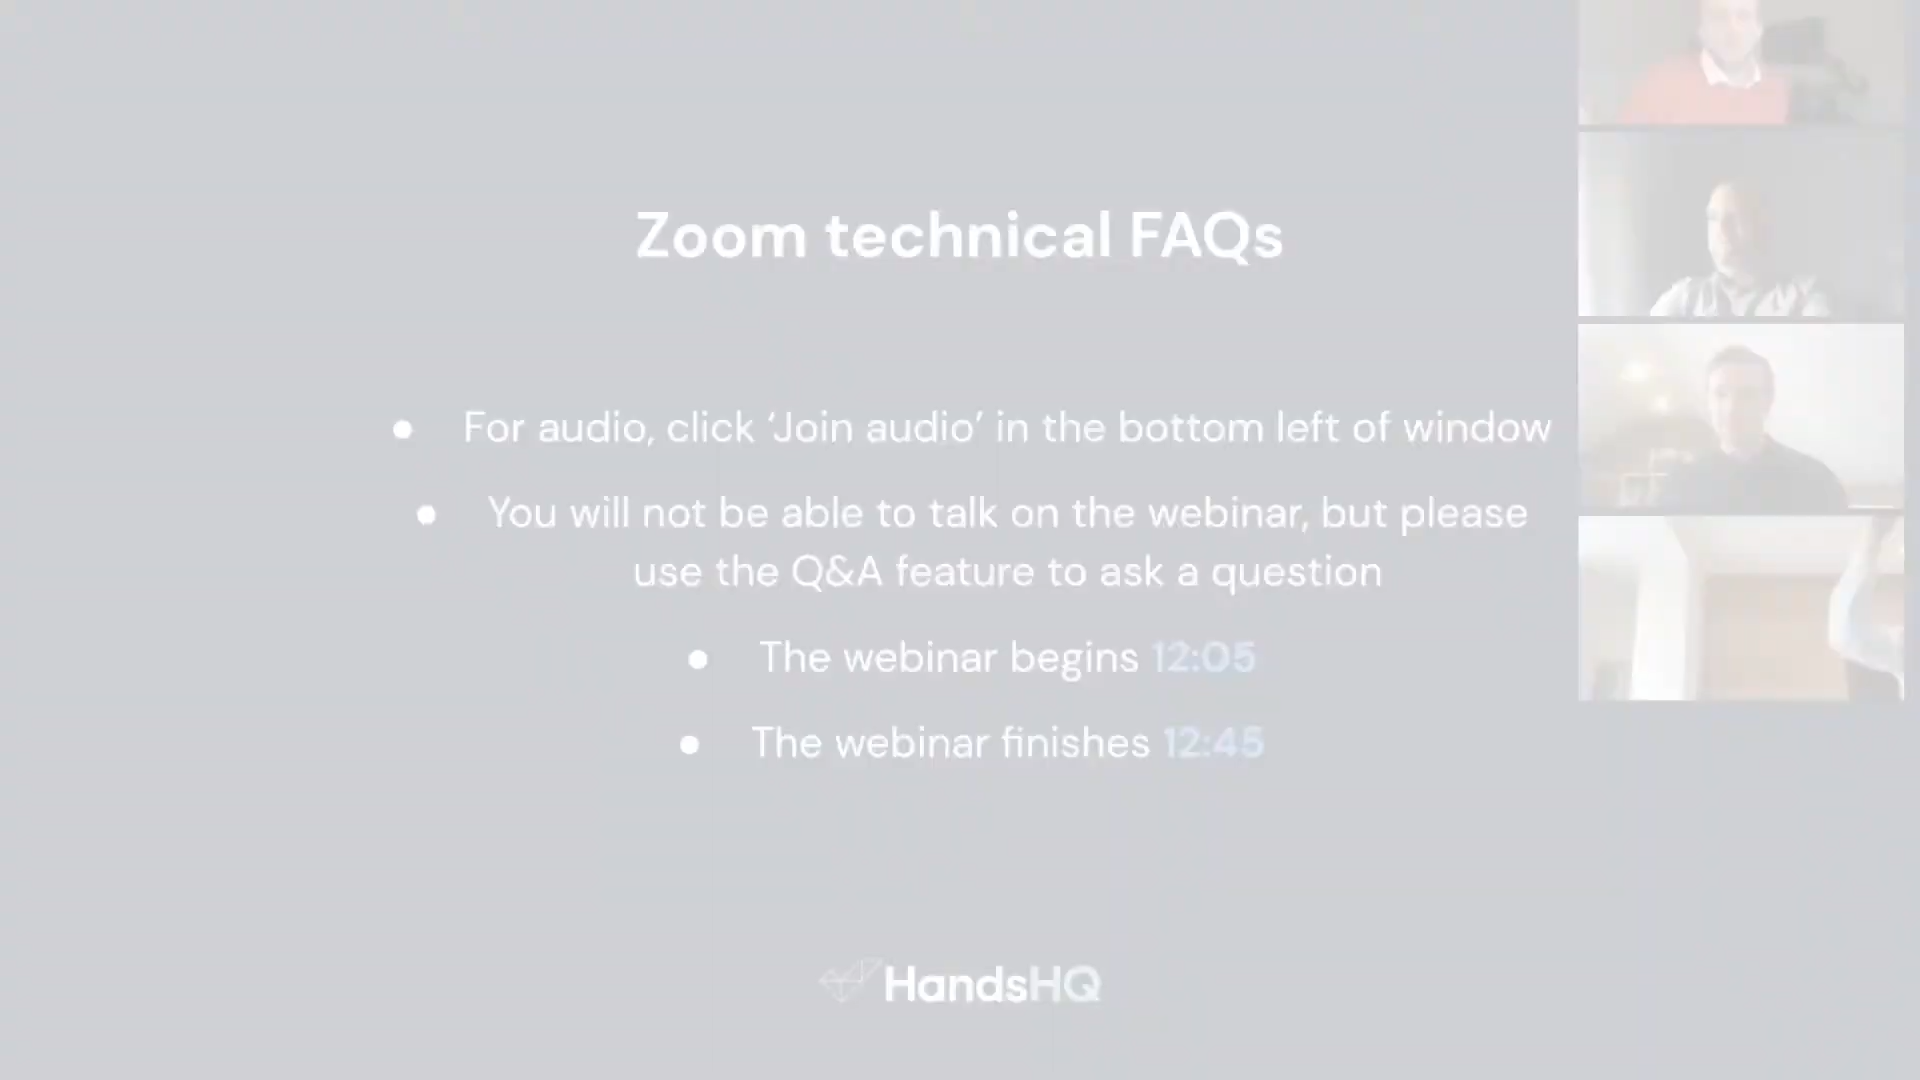 Zoom technical FAQs
● For audio, click ‘Join audio’ in the bottom left of window
● You will not be able to talk on the webinar, but please
use the Q&A feature to ask a question
● The webinar begins 12:05
● The webinar finishes 12:45
HandsHQ